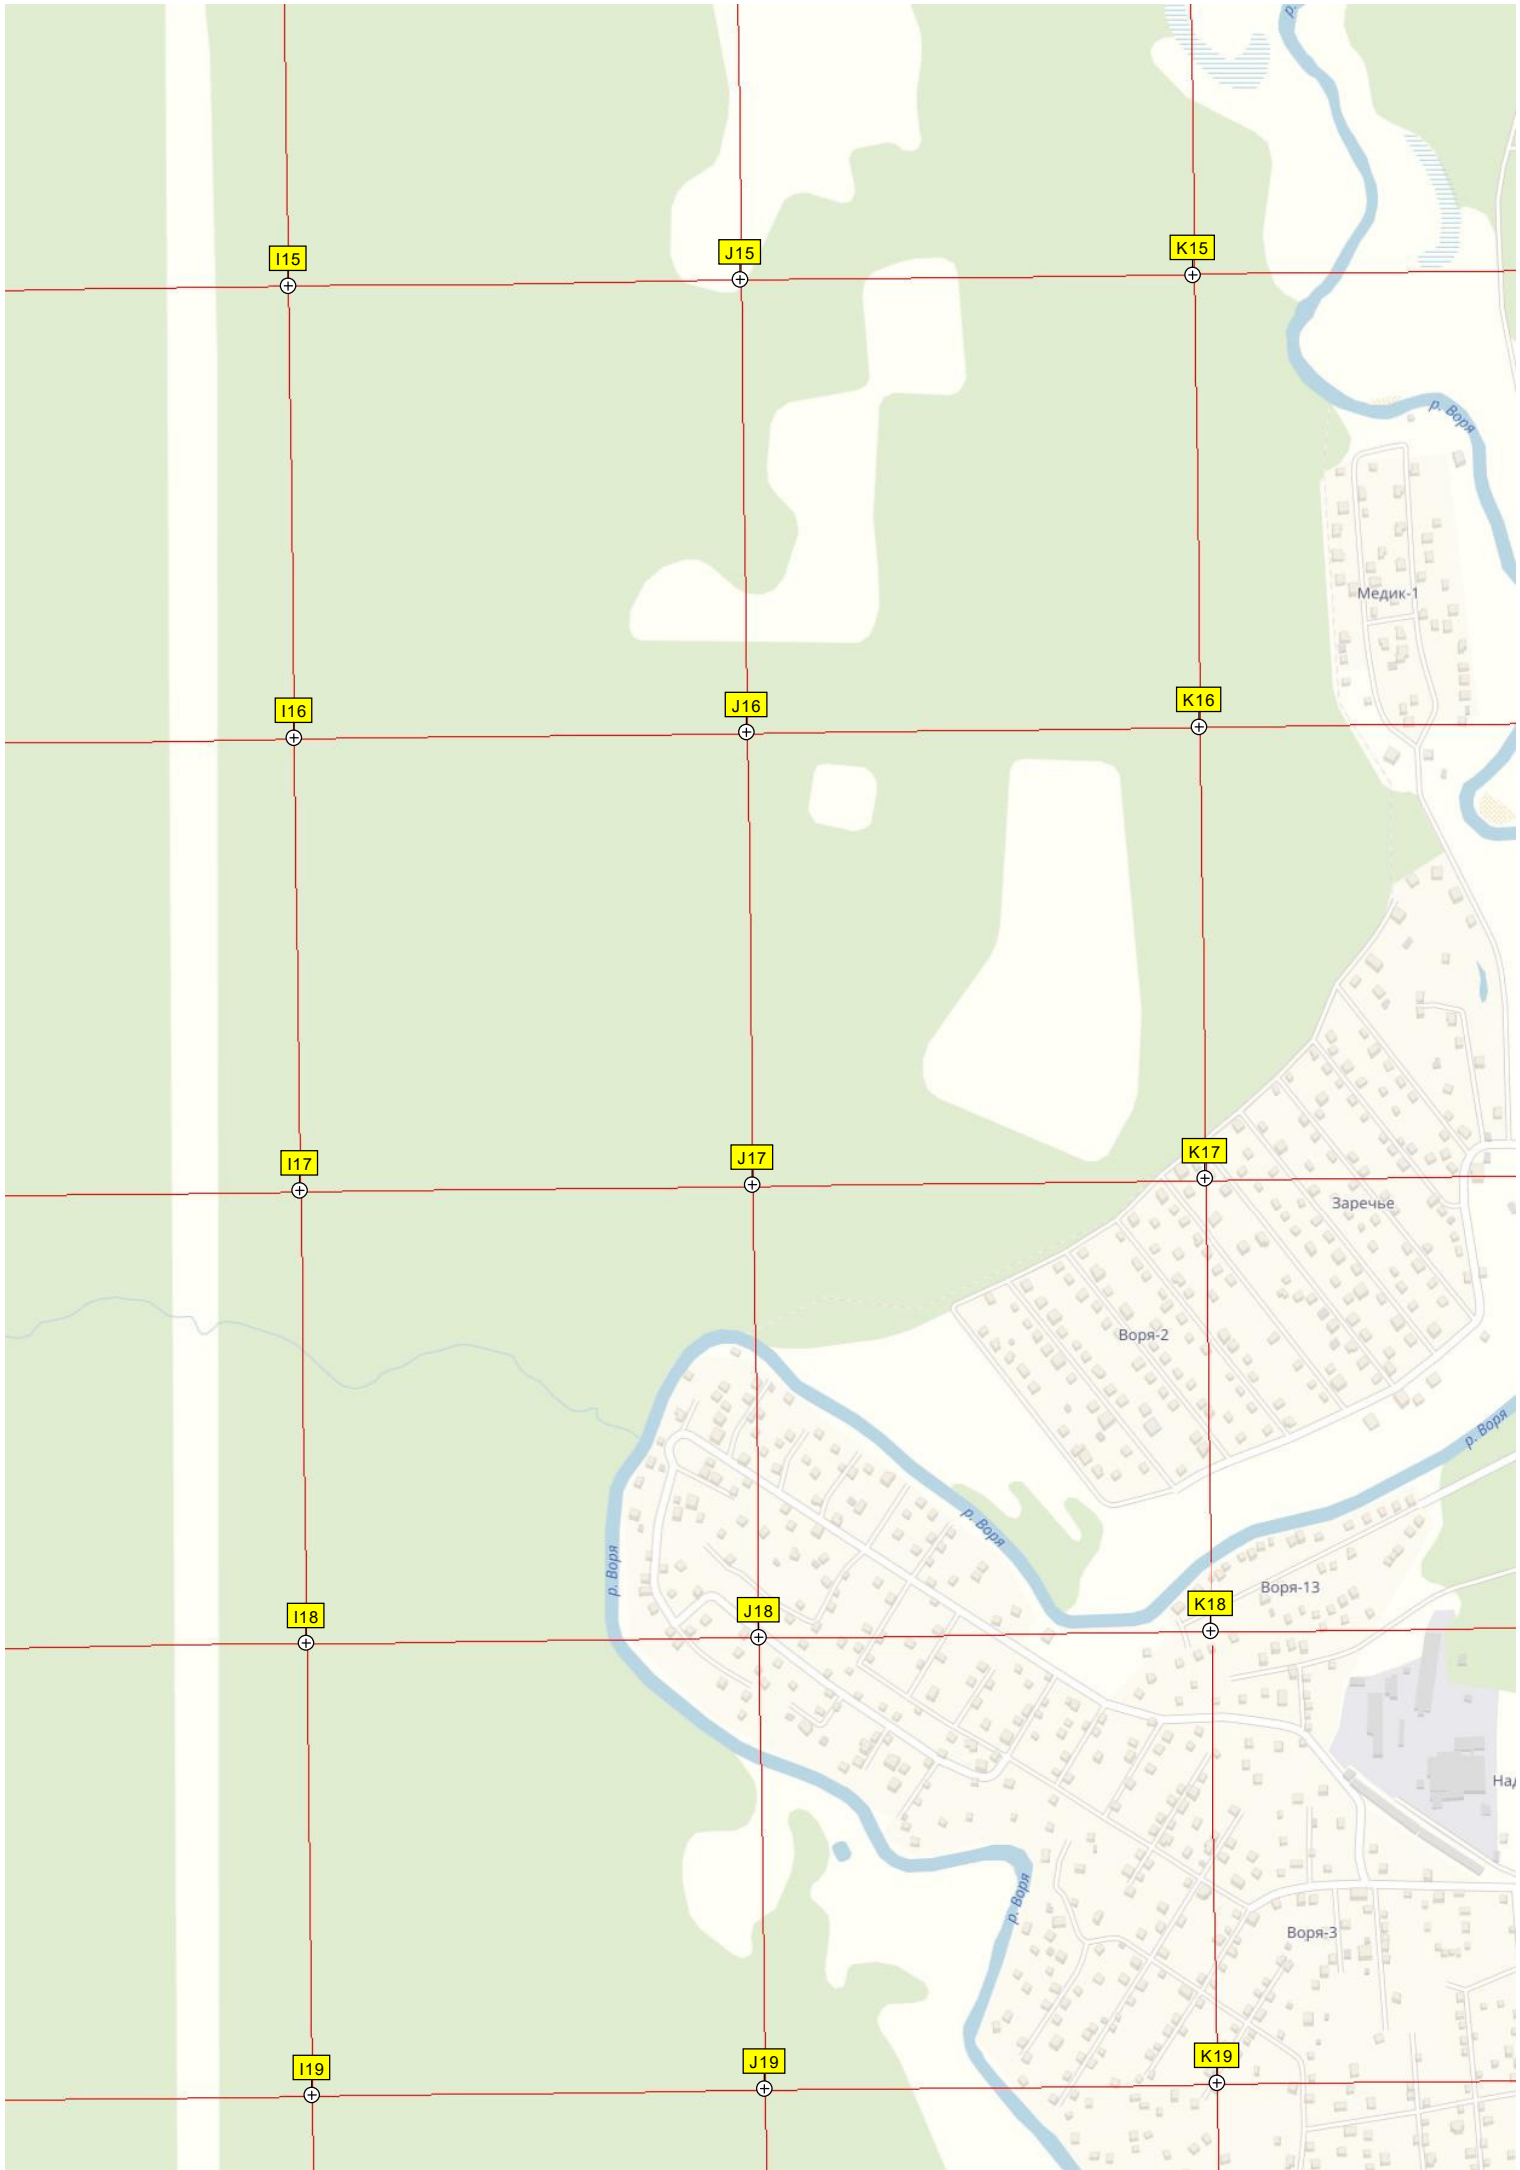 р.
I15
J15
K15
р. Воря
Медик-1
I16
J16
K16
I17
J17
K17
Заречье
Воря-2
р. Воря
р. Воря
р. Воря
Воря-13
I18
J18
K18
Над
р. Воря
Воря-3
I19
J19
K19